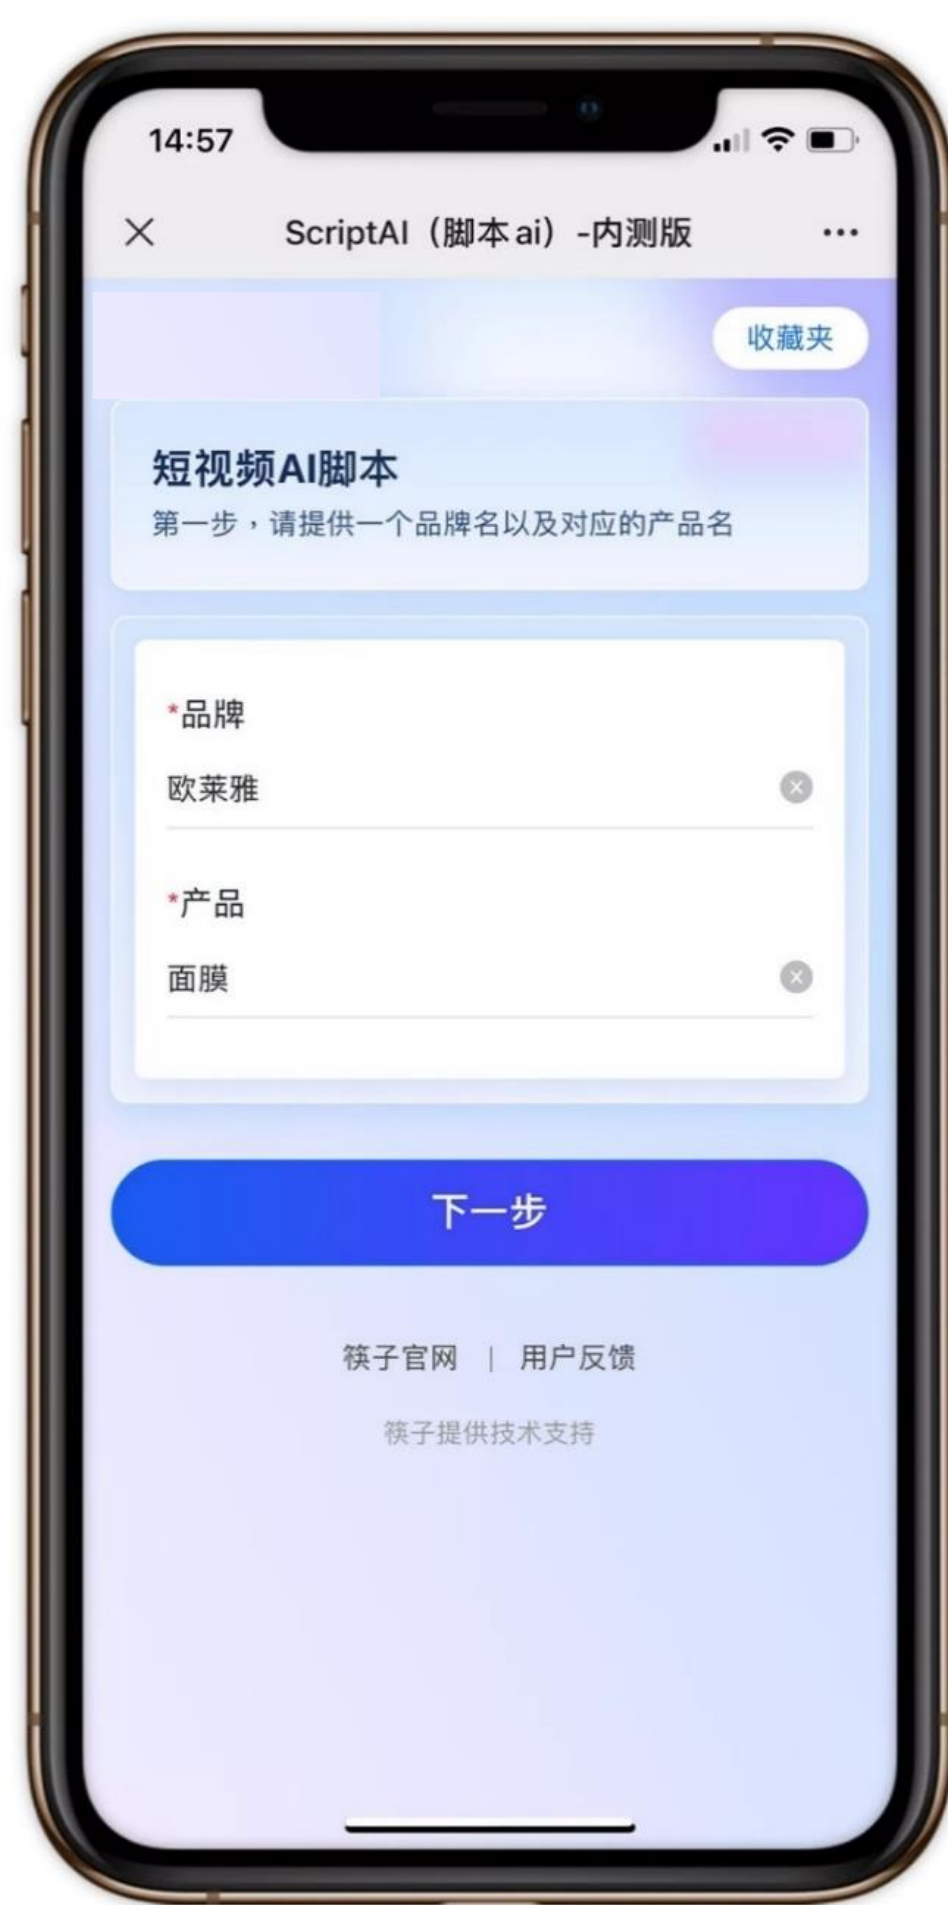 14:57
ScriptAI（脚本ai）-内测版
收藏夹
短视频AI脚本
第一步，请提供一个品牌名以及对应的产品名
*品牌
欧莱雅
*产品
面膜
下一步
筷子官网 | 用户反馈
筷子提供技术支持